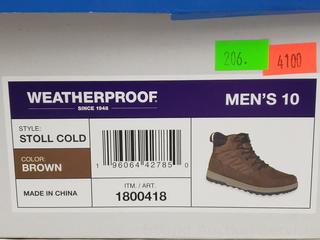 206.
4100
WEATHERPROOF.
SINCE 1948
MEN'S 10
STYLE:
STOLL COLD
COLOR:
BROWN
MADE IN CHINA
1 96064 42785 0
ITM. / ART.
1800418